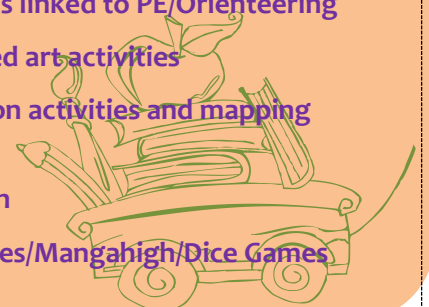 s linked to PE/Orienteering
ed art activities
on activities and mapping
n
es/Mangahigh/Dice Games